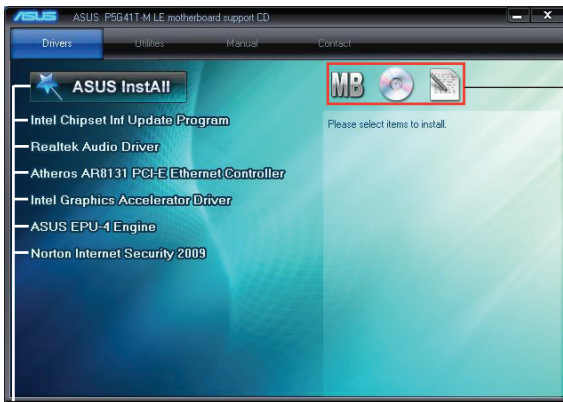 ASUS ASUS P5G41T-M LE motherboard support CD
Drivers Utilities Manual Contact
ASUS InstAll
MB
Please select items to install.
Intel Chipset Inf Update Program
Realtek Audio Driver
Atheros AR8131 PCI-E Ethernet Controller
Intel Graphics Accelerator Driver
ASUS EPU-4 Engine
Norton Internet Security 2009